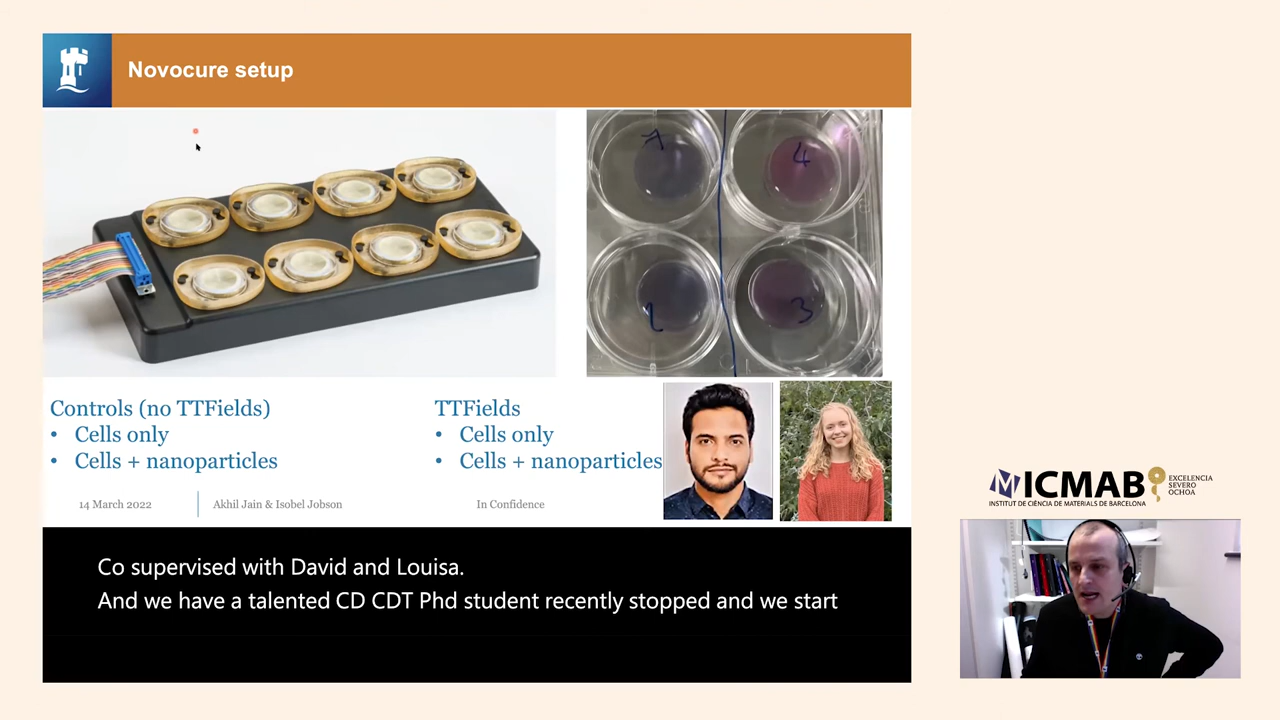 Novocure setup
4
3
Controls (no TTFields)
• Cells only
• Cells + nanoparticles
TTFields
• Cells only
• Cells + nanoparticles
14 March 2022
Akhil Jain & Isobel Jobson
In Confidence
Co supervised with David and Louisa.
And we have a talented CD CDT Phd student recently stopped and we start
ICMAB
EXCELENCIA
SEVERO
OCHOA
INSTITUT DE CIÈNCIA DE MATERIALS DE BARCELONA